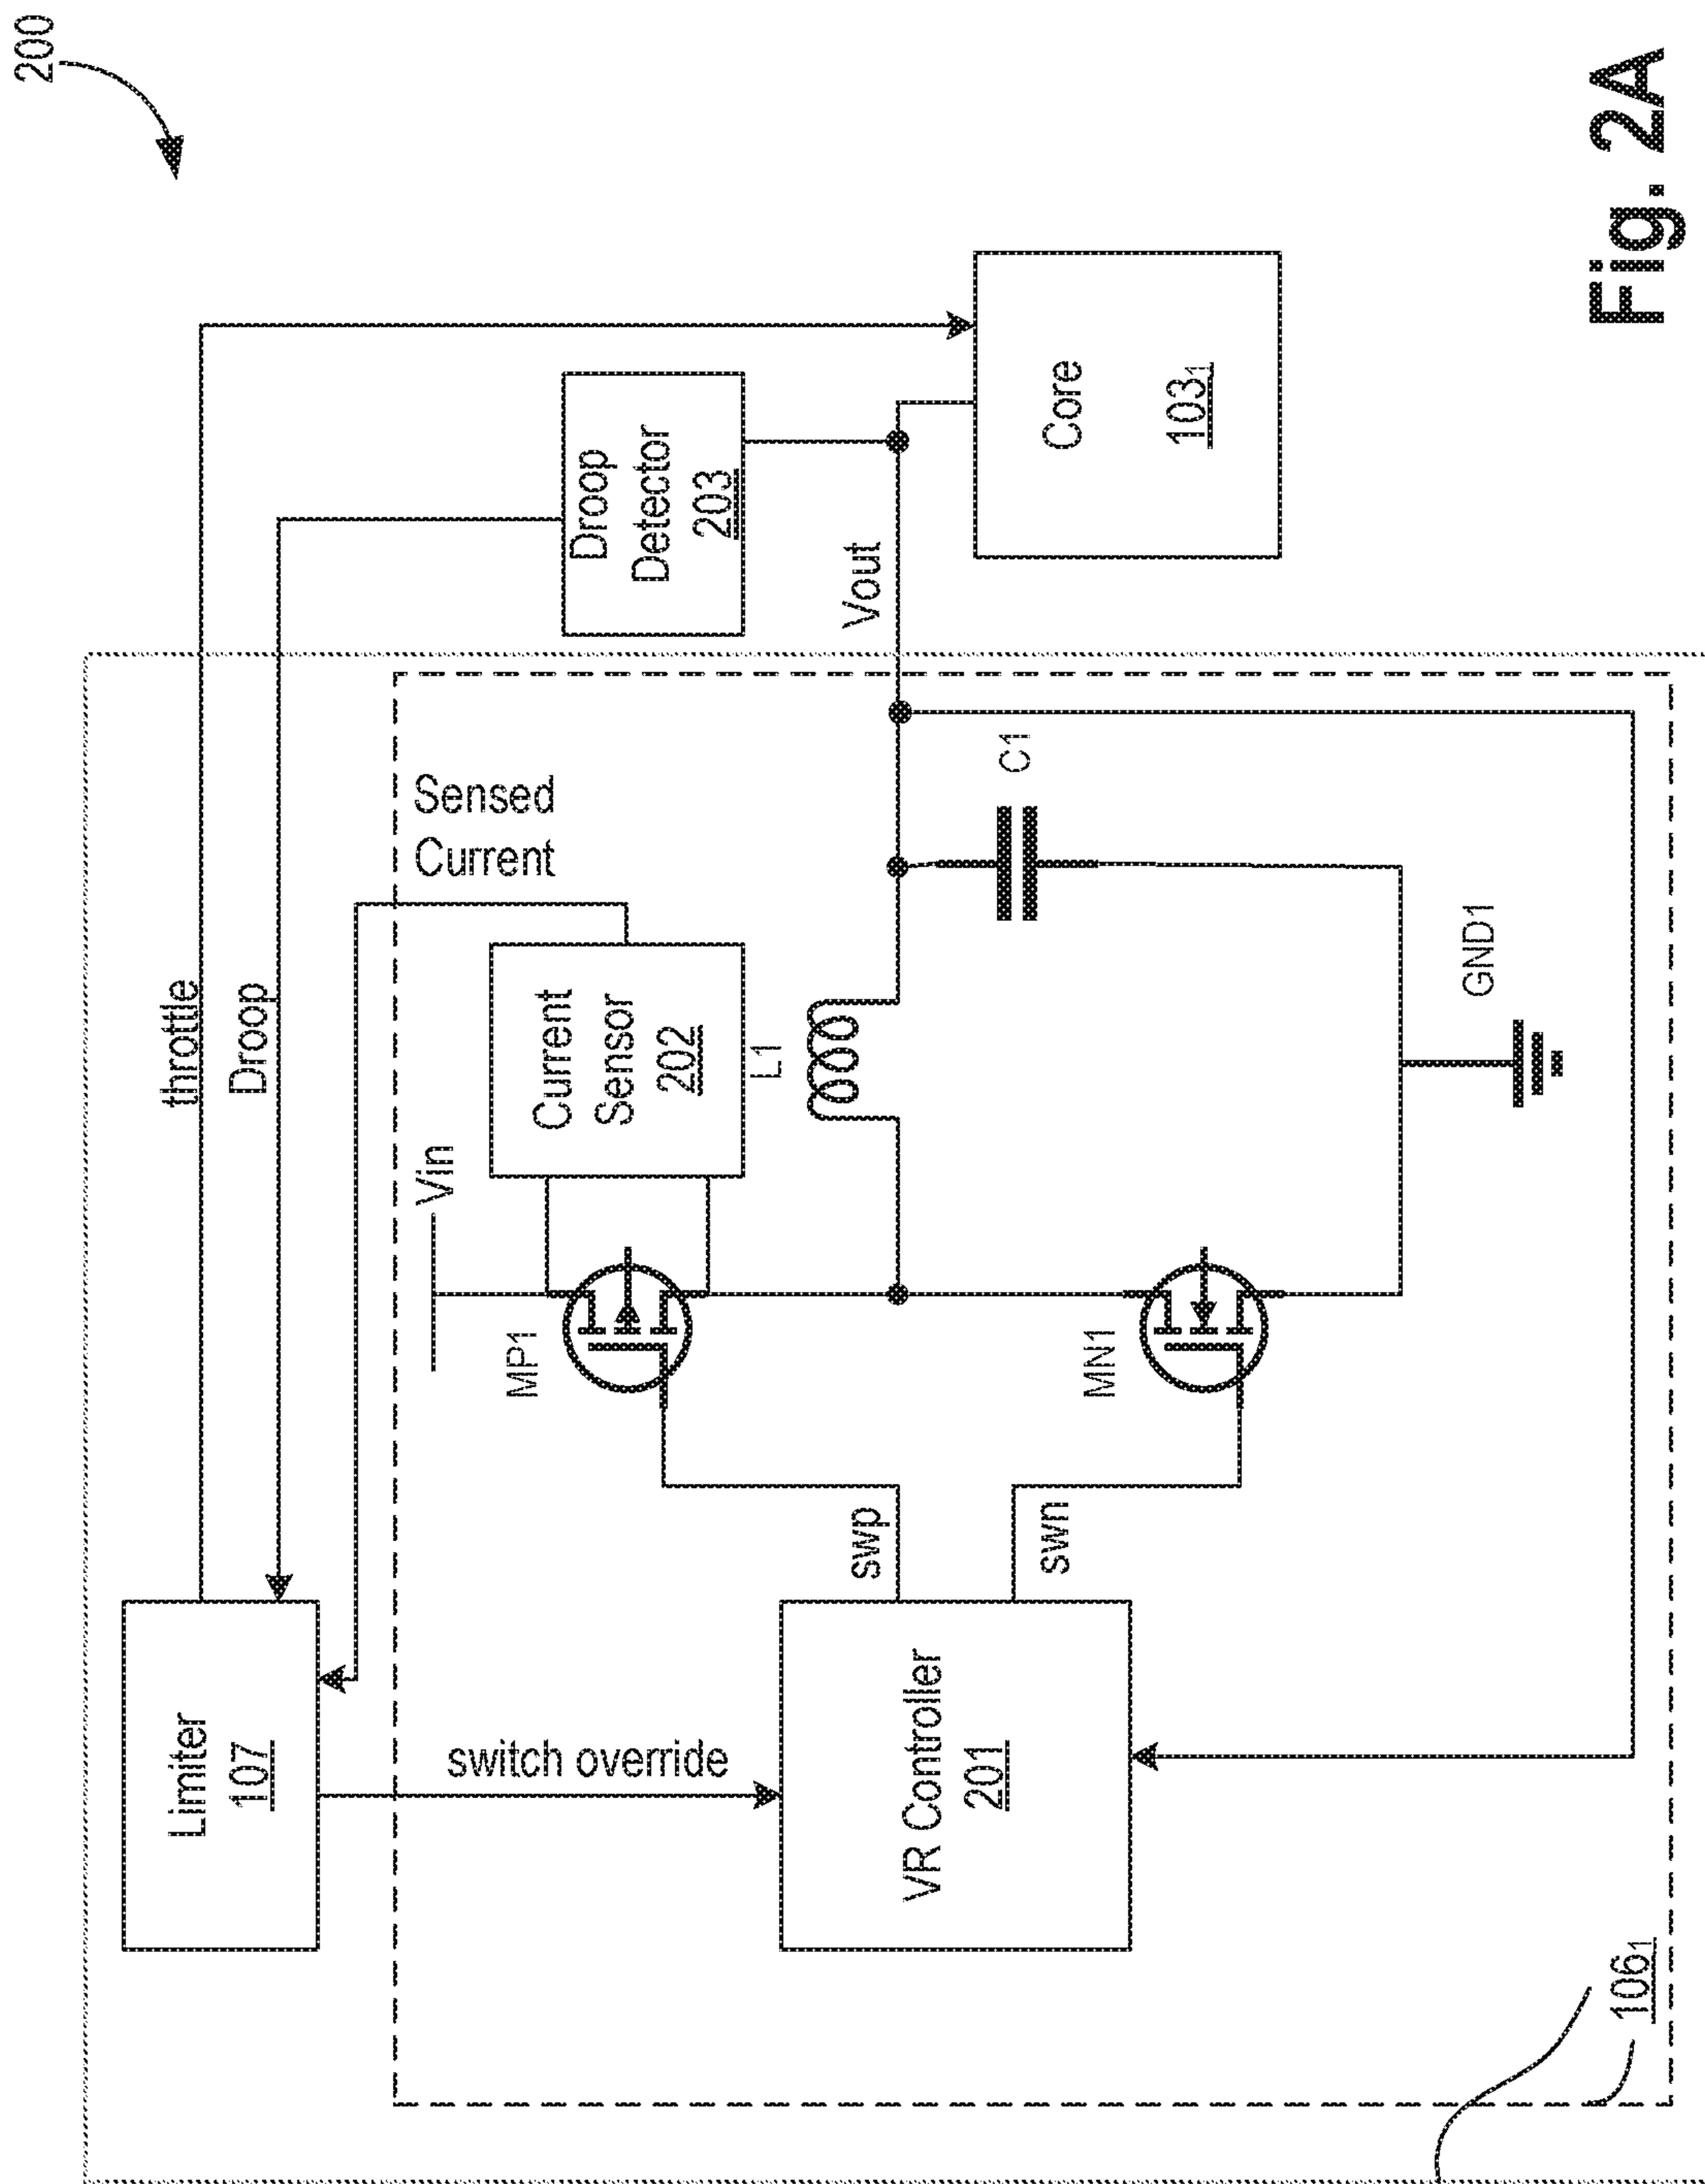 200
throttle
Droop
Limiter
107
Sensed
Current
Vin
Current
Sensor
202
Droop
Detector
203
switch override
MP1
L1
Vout
swp
VR Controller
201
swn
MN1
C1
Core
103₁
GND1
106₁
Fig. 2A